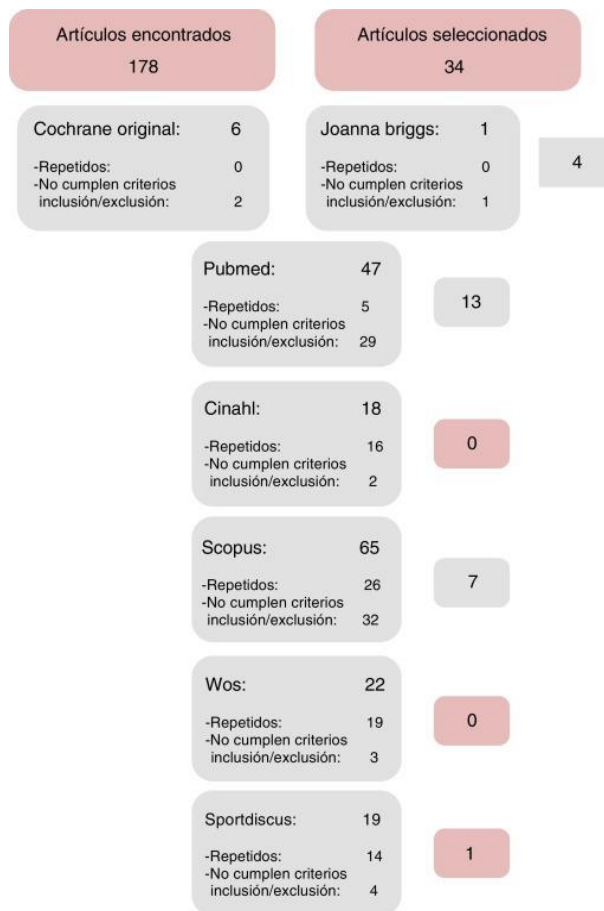 Artículos encontrados
178
Artículos seleccionados
34
Cochrane original: 6
-Repetidos: 0
-No cumplen criterios
inclusión/exclusión: 2
Joanna briggs: 1
-Repetidos: 0
-No cumplen criterios
inclusión/exclusión: 1
4
Pubmed: 47
-Repetidos: 5
-No cumplen criterios
inclusión/exclusión: 29
13
Cinahl: 18
-Repetidos: 16
-No cumplen criterios
inclusión/exclusión: 2
0
Scopus: 65
-Repetidos: 26
-No cumplen criterios
inclusión/exclusión: 32
7
Wos: 22
-Repetidos: 19
-No cumplen criterios
inclusión/exclusión: 3
0
Sportdiscus: 19
-Repetidos: 14
-No cumplen criterios
inclusión/exclusión: 4
1